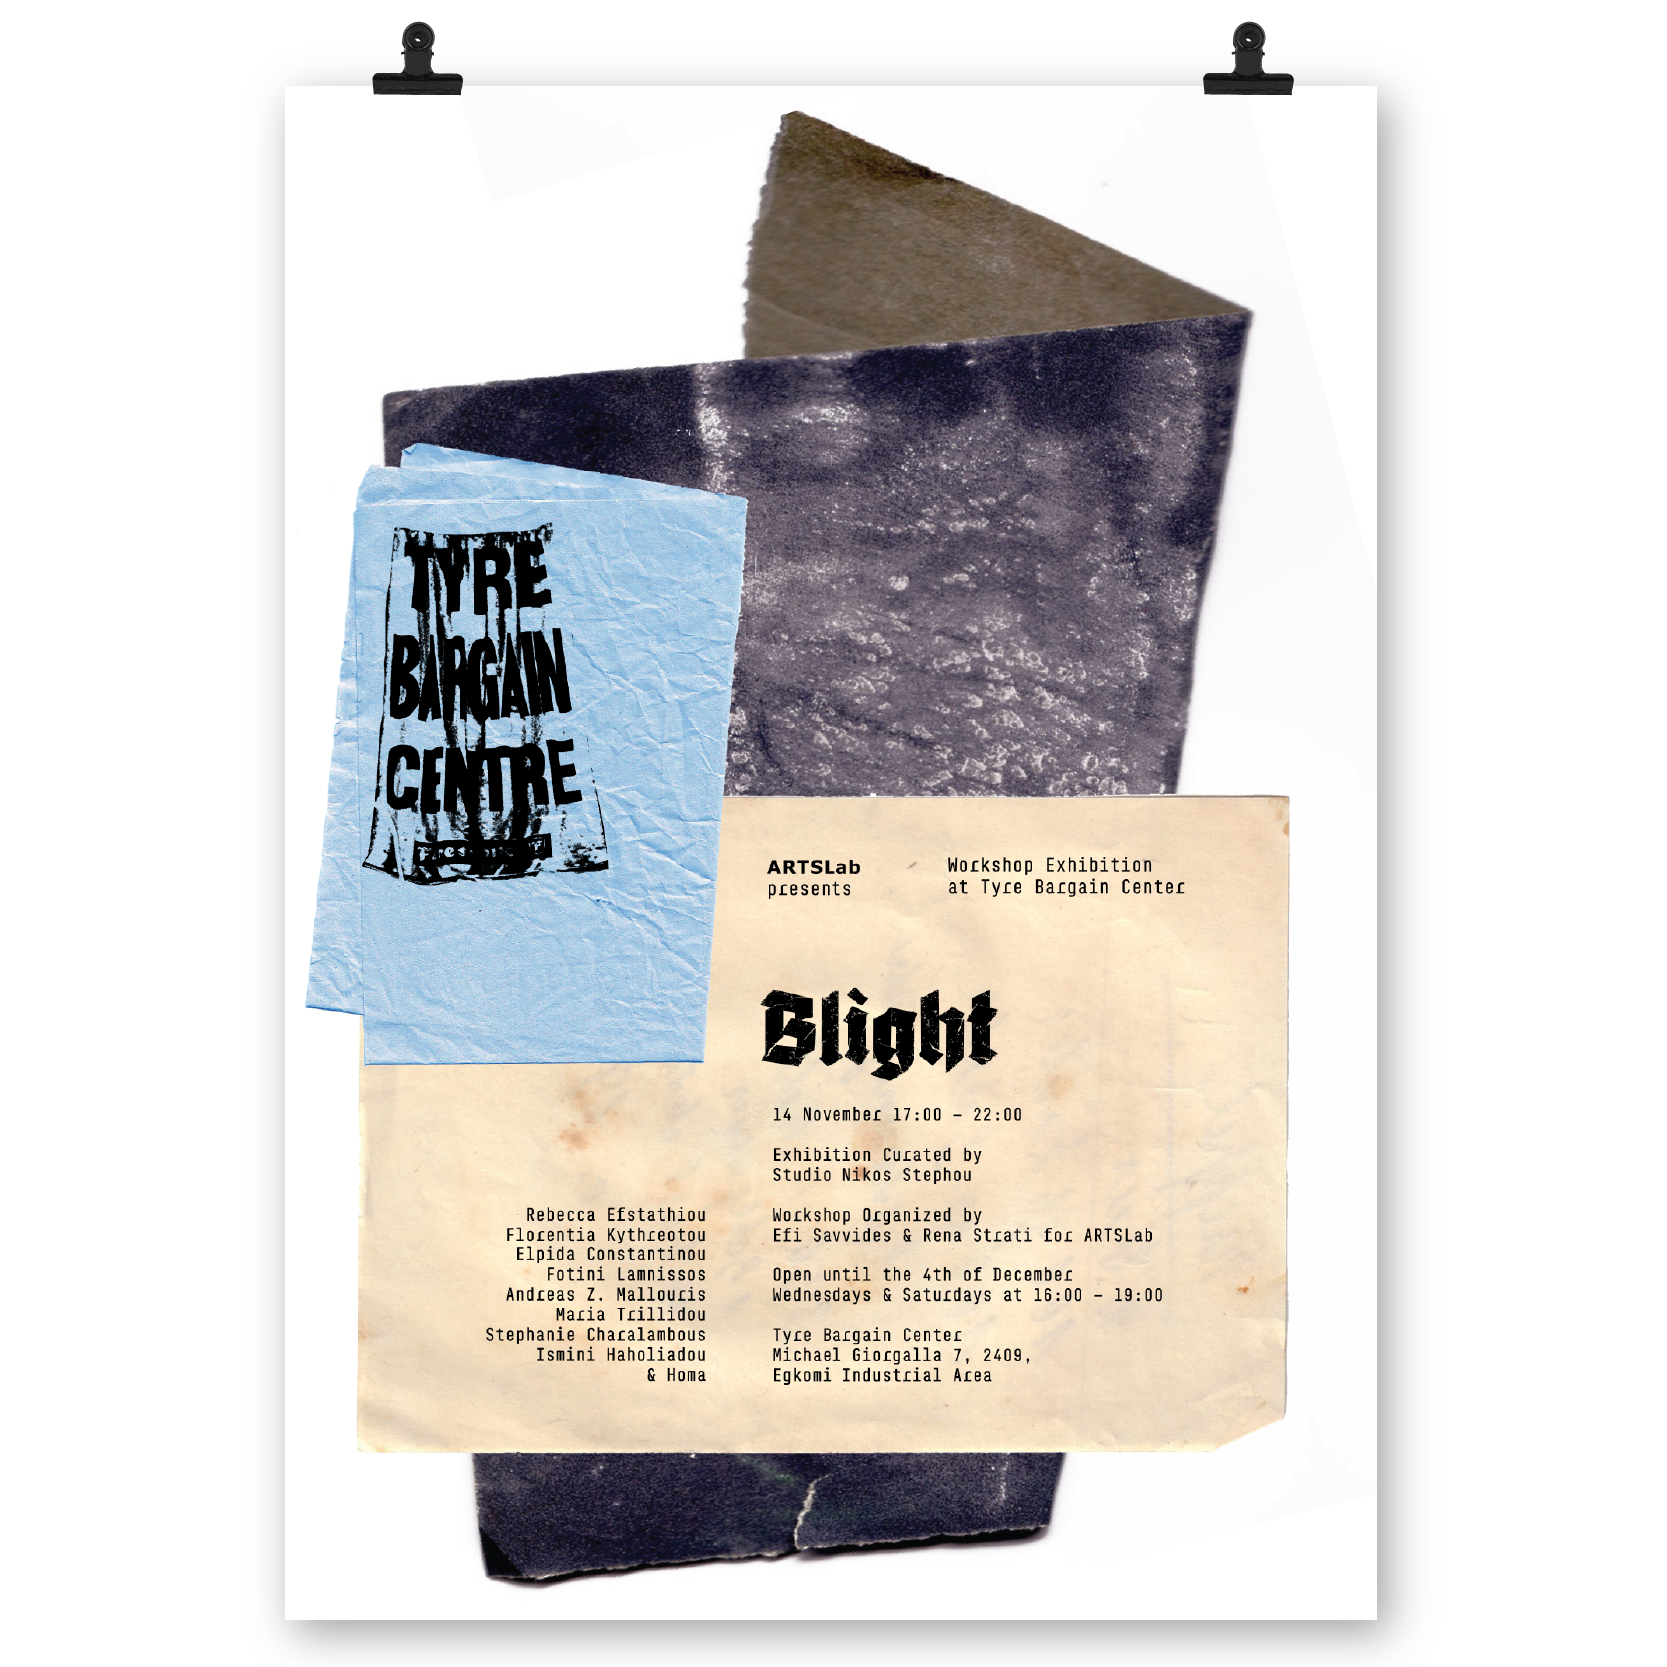 TYRE
BARGAIN
CENTRE
ARTSLab
presents
Workshop Exhibition
at Tyre Bargain Center
Blight
14 November 17:00 – 22:00
Exhibition Curated by
Studio Nikos Stephou
Rebecca Efstathiou
Florentia Kythreotou
Elpida Constantinou
Fotini Lamnissos
Andreas Z. Mallouris
Maria Trillidou
Stephanie Charalambous
Ismini Haholiadou
& Homa
Workshop Organized by
Efi Savvides & Rena Strati for ARTSLab
Open until the 4th of December
Wednesdays & Saturdays at 16:00 – 19:00
Tyre Bargain Center
Michael Giorgalla 7, 2409,
Egkomi Industrial Area